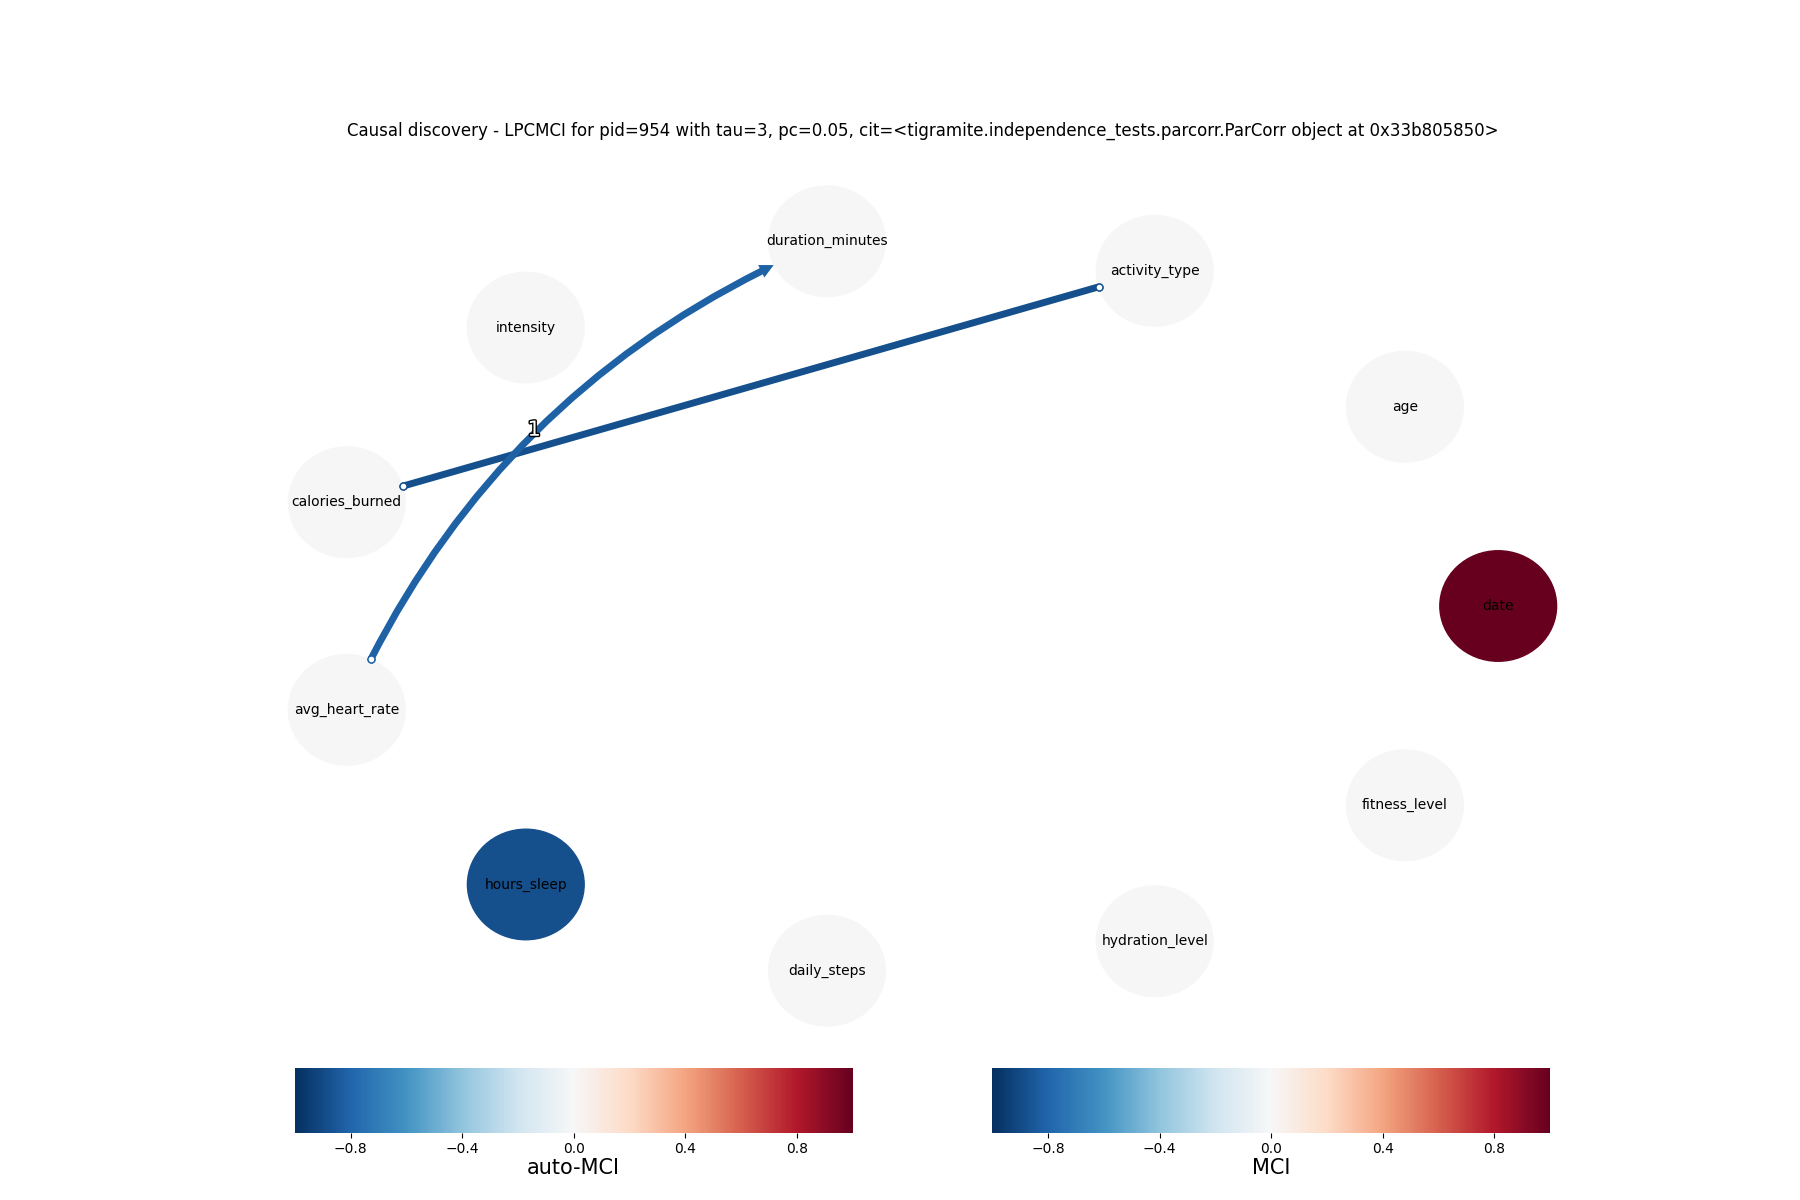 Causal discovery - LPCMCI for pid=954 with tau=3, pc=0.05, cit=<tigramite.independence_tests.parcorr.ParCorr object at 0x33b805850>
duration_minutes
activity_type
intensity
age
1
calories_burned
date
avg_heart_rate
fitness_level
hours_sleep
hydration_level
daily_steps
−0.8 −0.4 0.0 0.4 0.8
auto-MCI
−0.8 −0.4 0.0 0.4 0.8
MCI